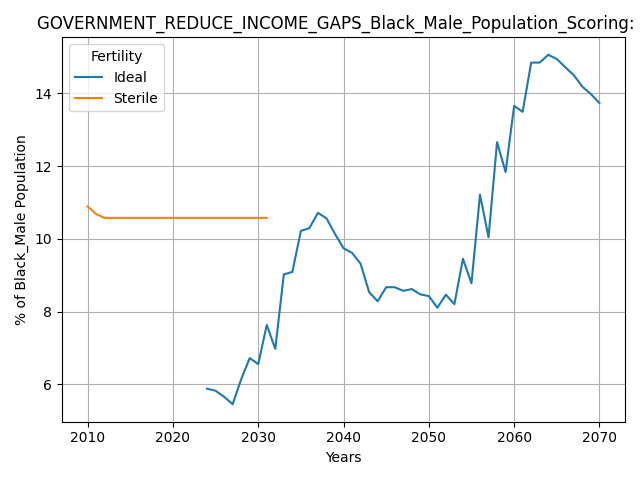 GOVERNMENT_REDUCE_INCOME_GAPS_Black_Male_Population_Scoring:
Fertility
Ideal
Sterile
% of Black_Male Population
14
12
10
8
6
2010 2020 2030 2040 2050 2060 2070
Years